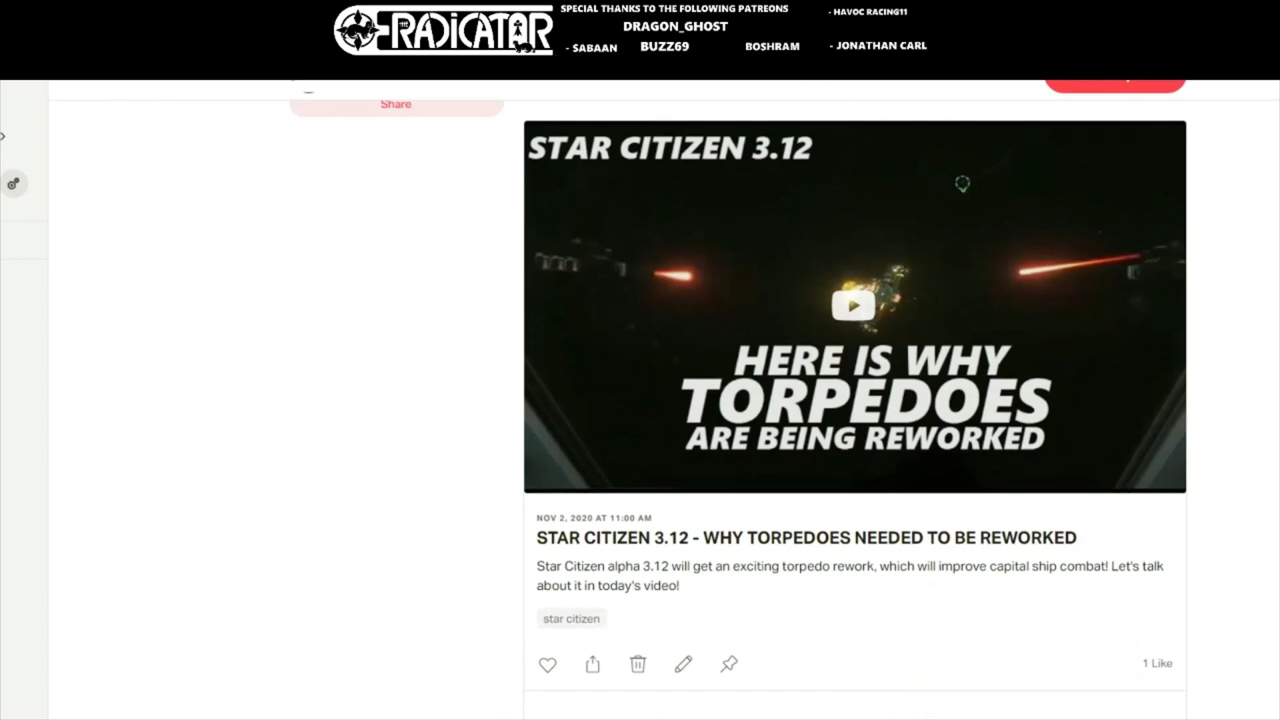 ERADICATOR
SPECIAL THANKS TO THE FOLLOWING PATREONS
- HAVOC RACING11
DRAGON_GHOST
- SABAAN
BUZZ69
BOSHRAM
- JONATHAN CARL
Share
STAR CITIZEN 3.12
HERE IS WHY
TORPEDOES
ARE BEING REWORKED
NOV 2, 2020 AT 11:00 AM
STAR CITIZEN 3.12 - WHY TORPEDOES NEEDED TO BE REWORKED
Star Citizen alpha 3.12 will get an exciting torpedo rework, which will improve capital ship combat! Let's talk
about it in today's video!
star citizen
1 Like